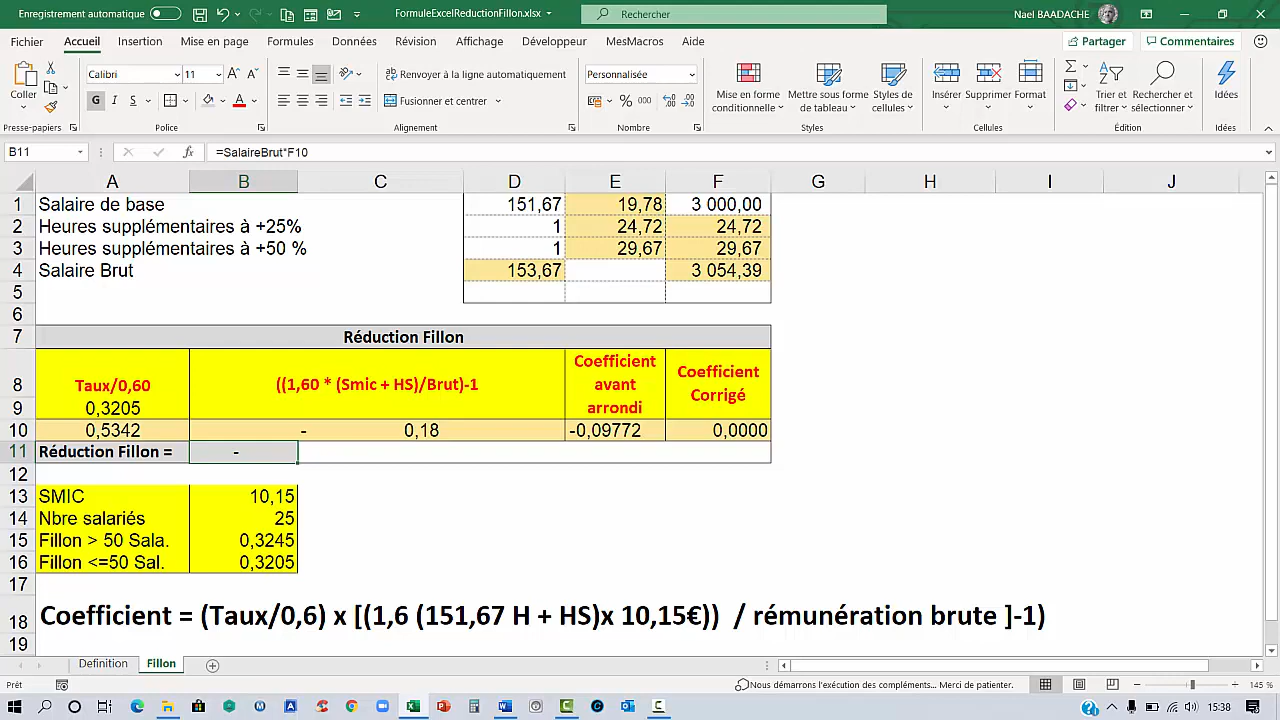 Enregistrement automatique
FormuleExcelReductionFillon.xlsx
Rechercher
Nael BAADACHE
Fichier Accueil Insertion Mise en page Formules Données Révision Affichage Développeur MesMacros Aide
Partager Commentaires
Coller
Calibri 11
Renvoyer à la ligne automatiquement
Personnalisée
G I S
Fusionner et centrer
% 000
Mise en forme conditionnelle
Mettre sous forme de tableau
Styles de cellules
Insérer Supprimer Format
Trier et filtrer
Rechercher et sélectionner
Idées
Presse-papiers Police Alignement Nombre Styles Cellules Édition Idées
B11 fx =SalaireBrut*F10
A B C D E F G H I J
1 Salaire de base 151,67 19,78 3 000,00
2 Heures supplémentaires à +25% 1 24,72 24,72
3 Heures supplémentaires à +50 % 1 29,67 29,67
4 Salaire Brut 153,67 3 054,39
5
6
7 Réduction Fillon
8 Taux/0,60 ((1,60 * (Smic + HS)/Brut)-1 Coefficient avant arrondi Coefficient Corrigé
9 0,3205
10 0,5342 - 0,18 -0,09772 0,0000
11 Réduction Fillon = -
12
13 SMIC 10,15
14 Nbre salariés 25
15 Fillon > 50 Sala. 0,3245
16 Fillon <=50 Sal. 0,3205
17
18 Coefficient = (Taux/0,6) x [(1,6 (151,67 H + HS)x 10,15€)) / rémunération brute ]-1)
19
Definition Fillon
Prêt
Nous démarrons l'exécution des compléments... Merci de patienter.
145 %
15:38